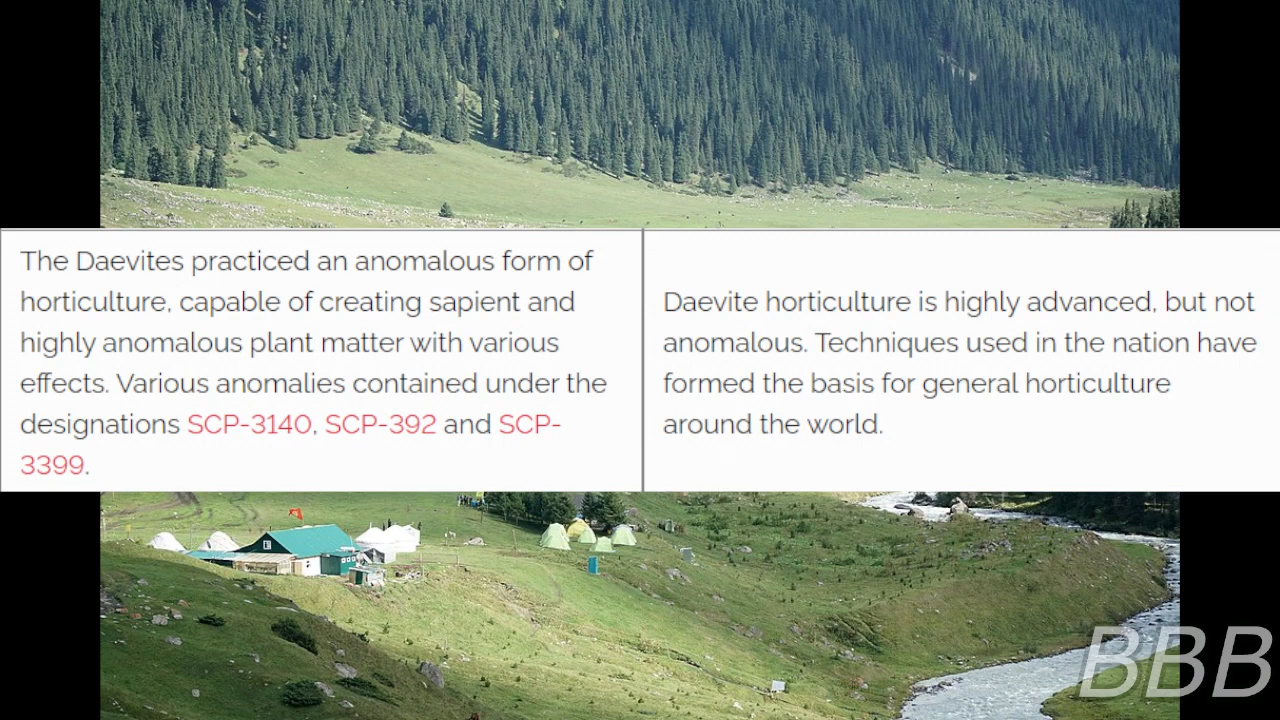 The Daevites practiced an anomalous form of
horticulture, capable of creating sapient and
highly anomalous plant matter with various
effects. Various anomalies contained under the
designations SCP-3140, SCP-392 and SCP-
3399.
Daevite horticulture is highly advanced, but not
anomalous. Techniques used in the nation have
formed the basis for general horticulture
around the world.
BBB